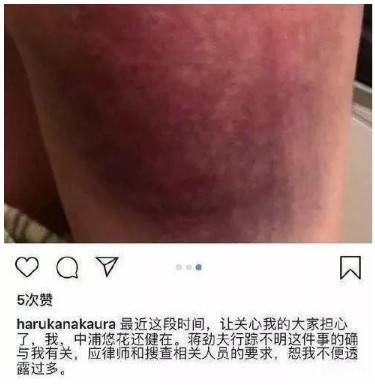 5次赞
harukanakaura 最近这段时间，让关心我的大家担心
了，我，中浦悠花还健在。蒋劲夫行踪不明这件事的确
与我有关，应律师和搜查相关人员的要求，恕我不便透
露过多。